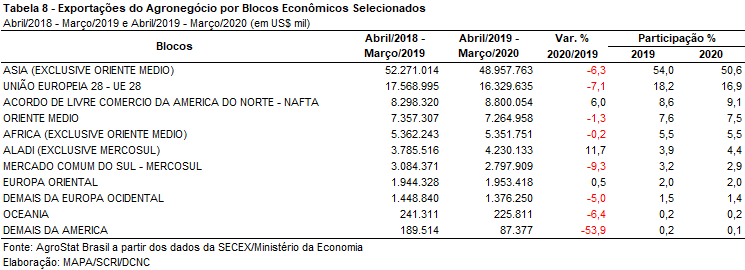 Tabela 8 - Exportações do Agronegócio por Blocos Econômicos Selecionados
Abril/2018 - Março/2019 e Abril/2019 - Março/2020 (em US$ mil)
Blocos Abril/2018 - Março/2019 Abril/2019 - Março/2020 Var. % 2020/2019 Participação % 2019 2020
ASIA (EXCLUSIVE ORIENTE MEDIO) 52.271.014 48.957.763 -6,3 54,0 50,6
UNIÃO EUROPEIA 28 - UE 28 17.568.995 16.329.635 -7,1 18,2 16,9
ACORDO DE LIVRE COMERCIO DA AMERICA DO NORTE - NAFTA 8.298.320 8.800.054 6,0 8,6 9,1
ORIENTE MEDIO 7.357.307 7.264.958 -1,3 7,6 7,5
AFRICA (EXCLUSIVE ORIENTE MEDIO) 5.362.243 5.351.751 -0,2 5,5 5,5
ALADI (EXCLUSIVE MERCOSUL) 3.785.516 4.230.133 11,7 3,9 4,4
MERCADO COMUM DO SUL - MERCOSUL 3.084.371 2.797.909 -9,3 3,2 2,9
EUROPA ORIENTAL 1.944.328 1.953.418 0,5 2,0 2,0
DEMAIS DA EUROPA OCIDENTAL 1.448.840 1.376.250 -5,0 1,5 1,4
OCEANIA 241.311 225.811 -6,4 0,2 0,2
DEMAIS DA AMERICA 189.514 87.377 -53,9 0,2 0,1
Fonte: AgroStat Brasil a partir dos dados da SECEX/Ministério da Economia
Elaboração: MAPA/SCRI/DCNC